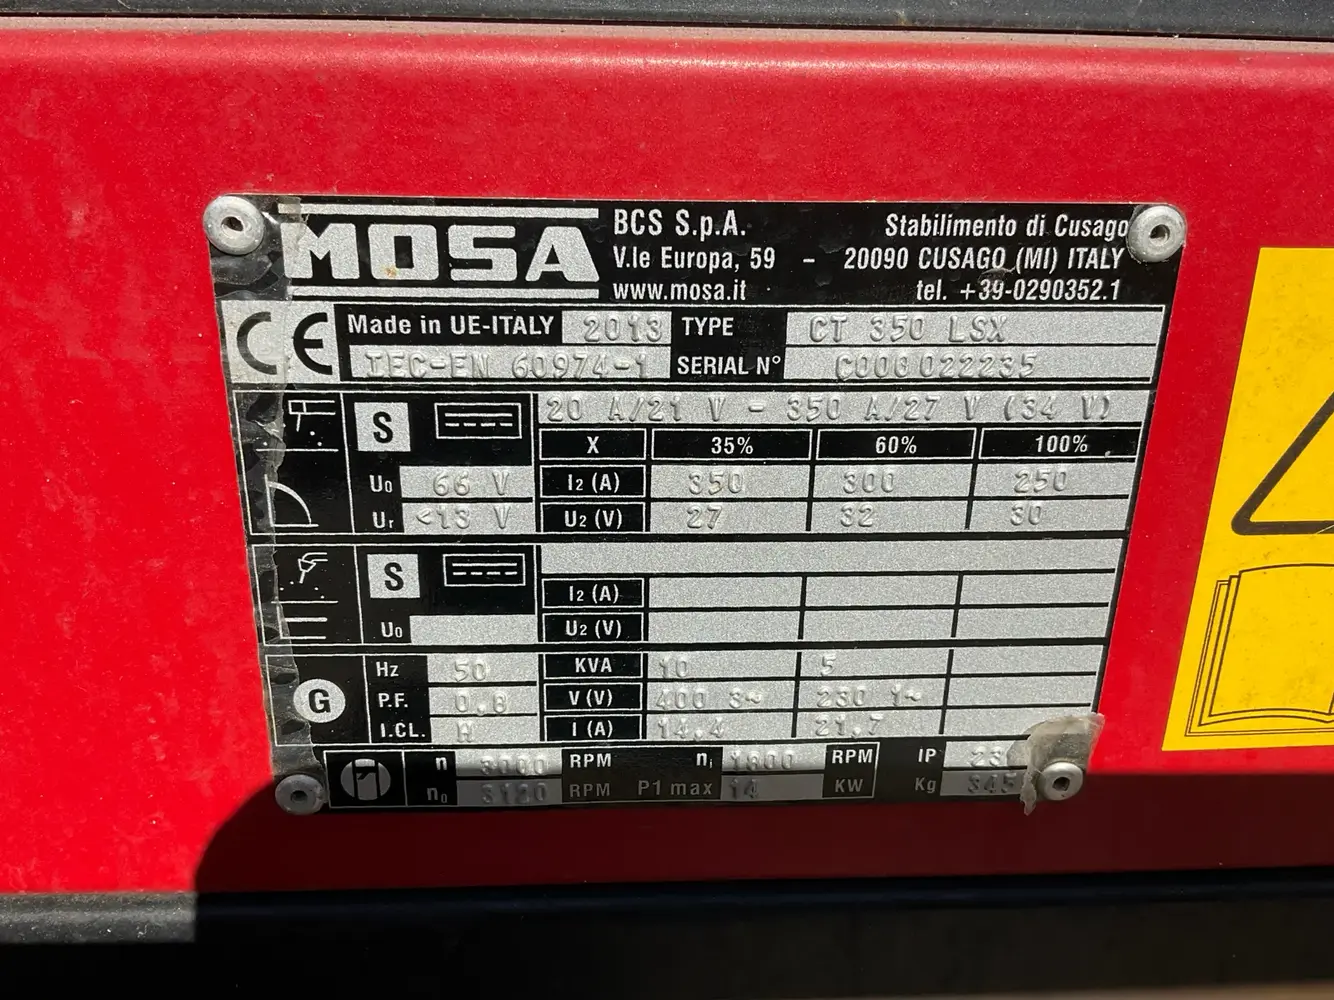 MOSA
BCS S.p.A. Stabilimento di Cusago
V.le Europa, 59 - 20090 CUSAGO (MI) ITALY
www.mosa.it tel. +39-0290352.1
CE Made in UE-ITALY 2013 TYPE CT 350 LSX
IEC-EN 60974-1 SERIAL N° C008022235
S 20 A/21 V - 350 A/27 V (34 V)
X 35% 60% 100%
U0 66 V I2 (A) 350 300 250
Ur <13 V U2 (V) 27 32 30
S
I2 (A)
U0 U2 (V)
G Hz 50 KVA 10 5
P.F. 0.8 V (V) 400 3~ 230 1~
I.CL. H I (A) 14,4 21,7
n 3000 RPM ni 1800 RPM IP 23
n0 3120 RPM P1 max 14 KW Kg 345